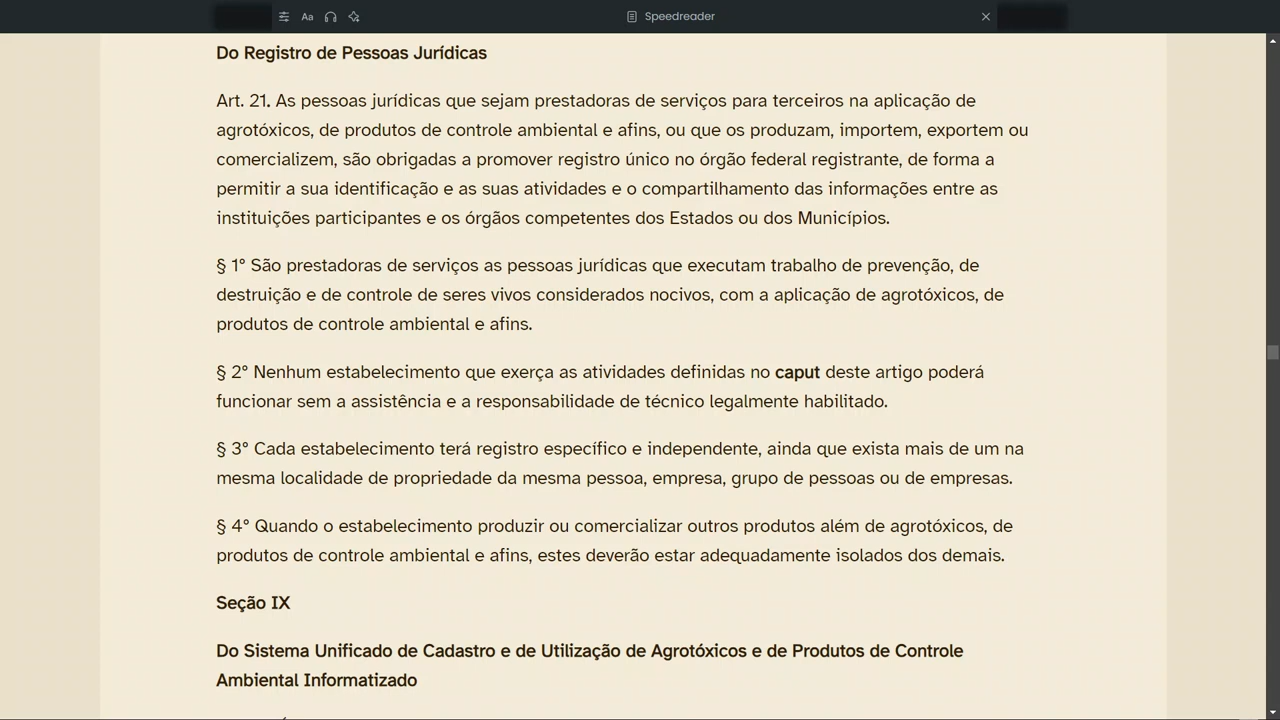 Aa
Speedreader
Do Registro de Pessoas Jurídicas
Art. 21. As pessoas jurídicas que sejam prestadoras de serviços para terceiros na aplicação de
agrotóxicos, de produtos de controle ambiental e afins, ou que os produzam, importem, exportem ou
comercializem, são obrigadas a promover registro único no órgão federal registrante, de forma a
permitir a sua identificação e as suas atividades e o compartilhamento das informações entre as
instituições participantes e os órgãos competentes dos Estados ou dos Municípios.
§ 1º São prestadoras de serviços as pessoas jurídicas que executam trabalho de prevenção, de
destruição e de controle de seres vivos considerados nocivos, com a aplicação de agrotóxicos, de
produtos de controle ambiental e afins.
§ 2º Nenhum estabelecimento que exerça as atividades definidas no caput deste artigo poderá
funcionar sem a assistência e a responsabilidade de técnico legalmente habilitado.
§ 3º Cada estabelecimento terá registro específico e independente, ainda que exista mais de um na
mesma localidade de propriedade da mesma pessoa, empresa, grupo de pessoas ou de empresas.
§ 4º Quando o estabelecimento produzir ou comercializar outros produtos além de agrotóxicos, de
produtos de controle ambiental e afins, estes deverão estar adequadamente isolados dos demais.
Seção IX
Do Sistema Unificado de Cadastro e de Utilização de Agrotóxicos e de Produtos de Controle
Ambiental Informatizado